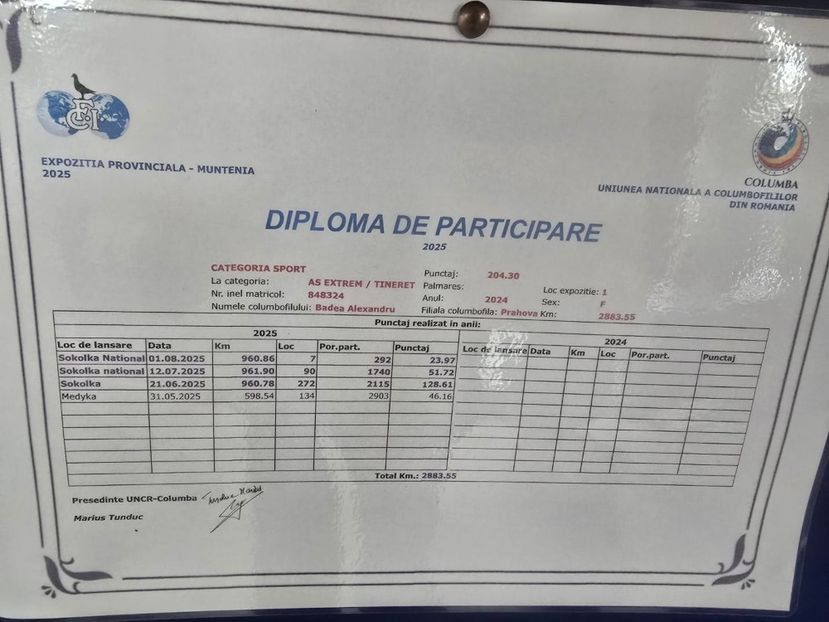 FCI
EXPOZITIA PROVINCIALA - MUNTENIA
2025
COLUMBA
UNIUNEA NATIONALA A COLUMBOFILILOR
DIN ROMANIA
DIPLOMA DE PARTICIPARE
2025
CATEGORIA SPORT Punctaj: 204.30
La categoria: AS EXTREM / TINERET Palmares: Loc expozitie: 1
Nr. inel matricol: 848324 Anul: 2024 Sex: F
Numele columbofilului: Badea Alexandru Filiala columbofila: Prahova Km: 2883.55
Punctaj realizat in anii:
2025 2024
Loc de lansare Data Km Loc Por.part. Punctaj Loc de lansare Data Km Loc Por.part. Punctaj
Sokolka National 01.08.2025 960.86 7 292 23.97
Sokolka national 12.07.2025 961.90 90 1740 51.72
Sokolka 21.06.2025 960.78 272 2115 128.61
Medyka 31.05.2025 598.54 134 2903 46.16
Total Km.: 2883.55
Presedinte UNCR-Columba
Marius Tunduc